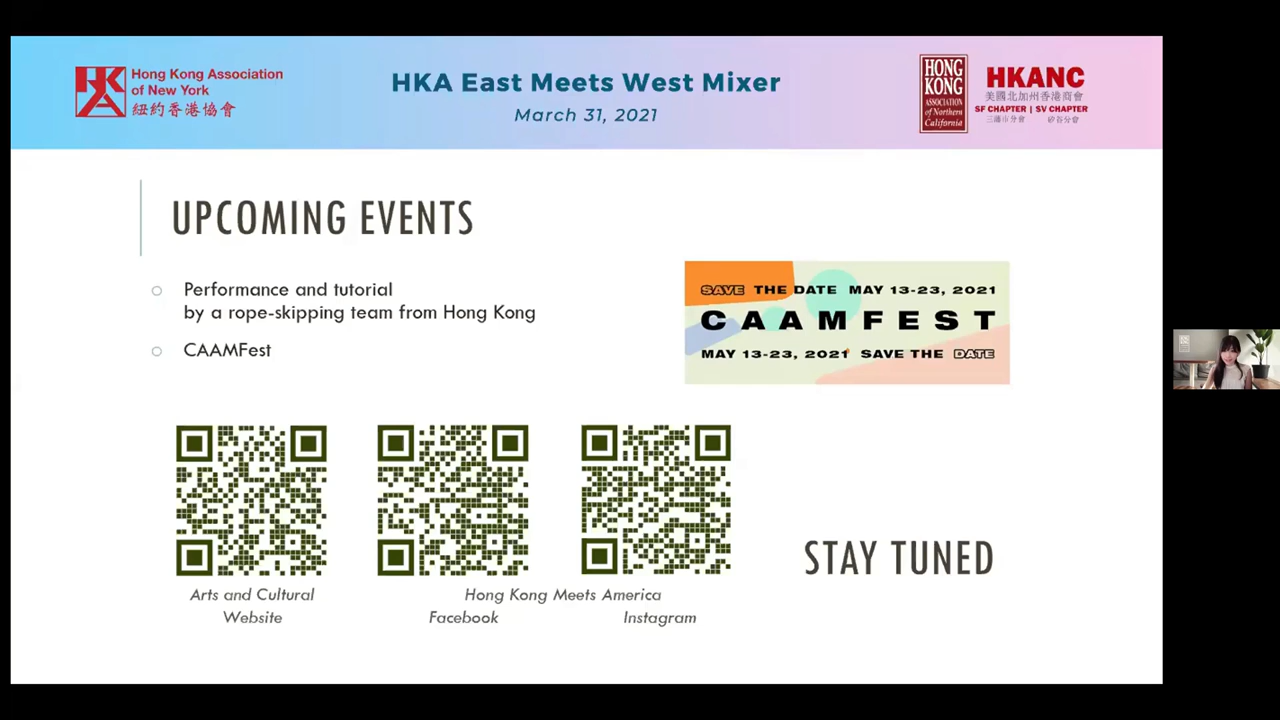 Hong Kong Association
of New York
紐約香港協會
HKA East Meets West Mixer
March 31, 2021
HONG
KONG
ASSOCIATION
of Northern
California
HKANC
美國北加州香港商會
SF CHAPTER | SV CHAPTER
三藩市分會 矽谷分會
UPCOMING EVENTS
Performance and tutorial
by a rope-skipping team from Hong Kong
CAAMFest
SAVE THE DATE MAY 13-23, 2021
CAAMFEST
MAY 13-23, 2021 SAVE THE DATE
Arts and Cultural
Website
Hong Kong Meets America
Facebook Instagram
STAY TUNED